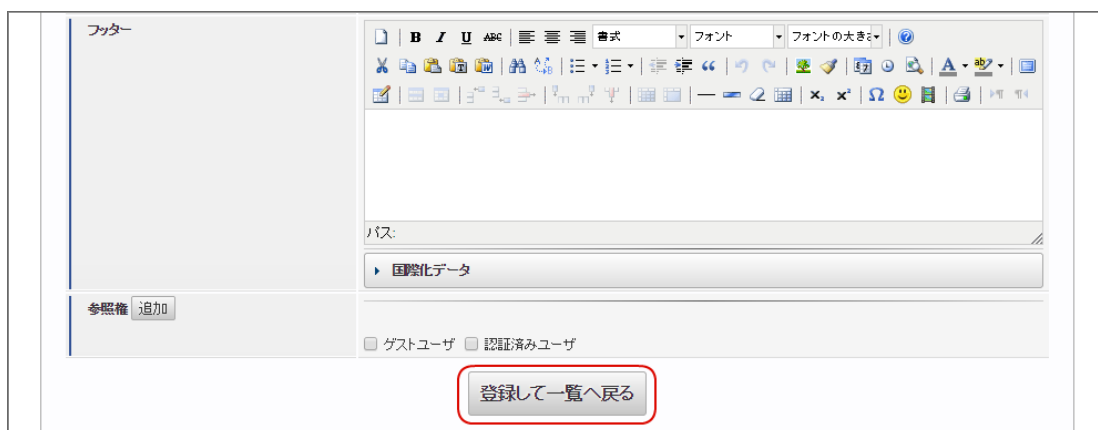 フッター
B I U ABC 書式 フォント フォントの大きさ
パス:
国際化データ
参照権 追加
ゲストユーザ 認証済みユーザ
登録して一覧へ戻る